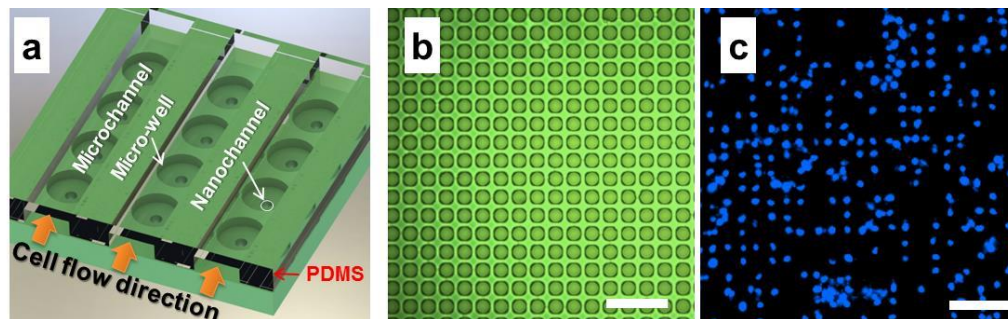 a
Microchannel
Micro-well
Nanochannel
Cell flow direction
PDMS
b
c